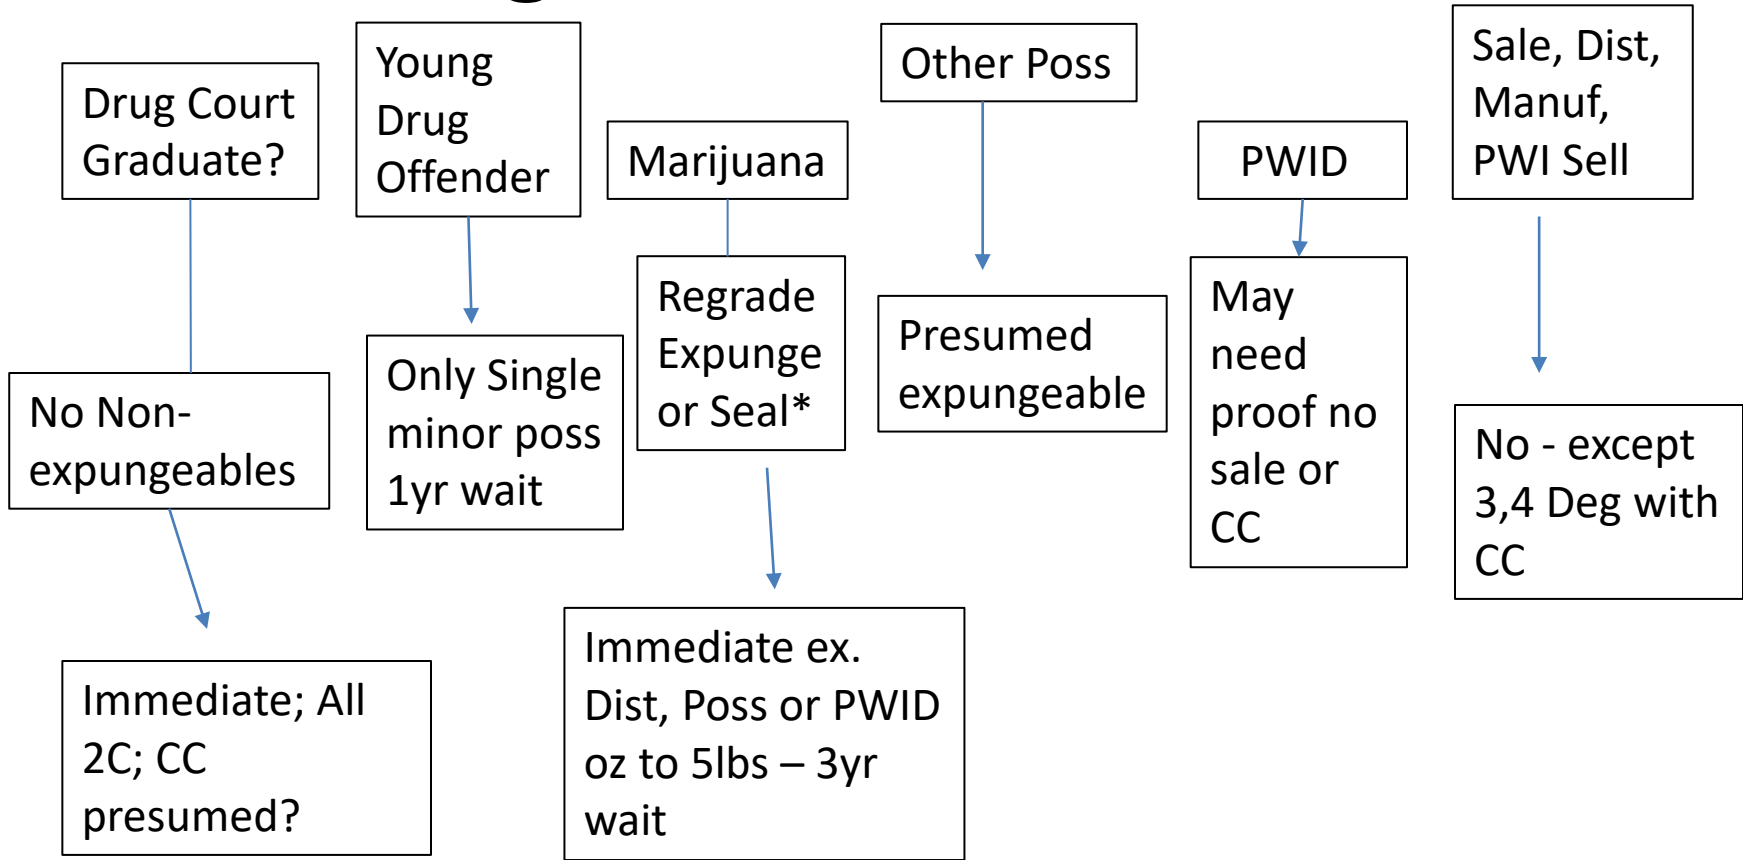 Drug Court
Graduate?
No Non-
expungeables
Immediate; All
2C; CC
presumed?
Young
Drug
Offender
Only Single
minor poss
1yr wait
Marijuana
Regrade
Expunge
or Seal*
Immediate ex.
Dist, Poss or PWID
oz to 5lbs – 3yr
wait
Other Poss
Presumed
expungeable
PWID
May
need
proof no
sale or
CC
Sale, Dist,
Manuf,
PWI Sell
No - except
3,4 Deg with
CC